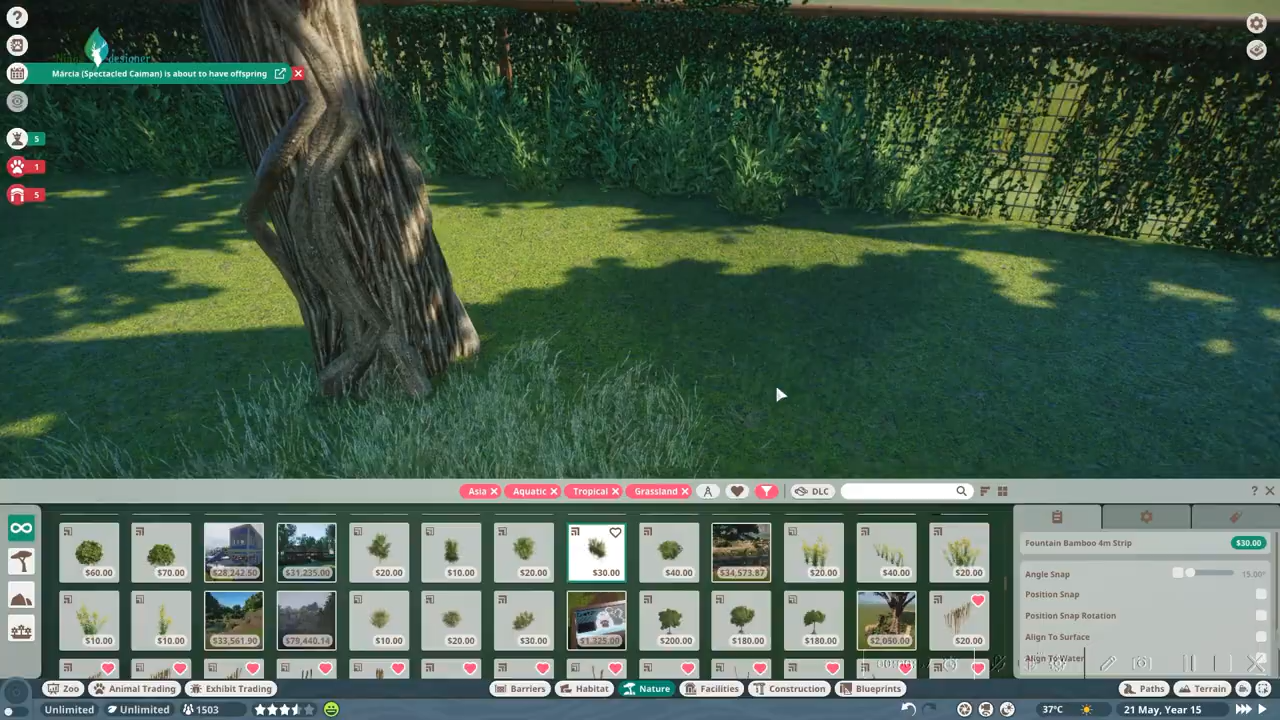 designer
Márcia (Spectacled Caiman) is about to have offspring
5
1
5
Asia Aquatic Tropical Grassland DLC
Fountain Bamboo 4m Strip $30.00
$60.00 $70.00 $28,242.50 $31,235.00 $20.00 $10.00 $20.00 $30.00 $40.00 $34,573.87 $20.00 $40.00 $20.00
Angle Snap 15.00°
Position Snap
Position Snap Rotation
Align To Surface
Align To Water
$10.00 $10.00 $33,561.90 $79,440.14 $10.00 $20.00 $30.00 $1,325.00 $200.00 $180.00 $180.00 $2,050.00 $20.00
Zoo Animal Trading Exhibit Trading Barriers Habitat Nature Facilities Construction Blueprints Paths Terrain
Unlimited Unlimited 1503 37°C 21 May, Year 15